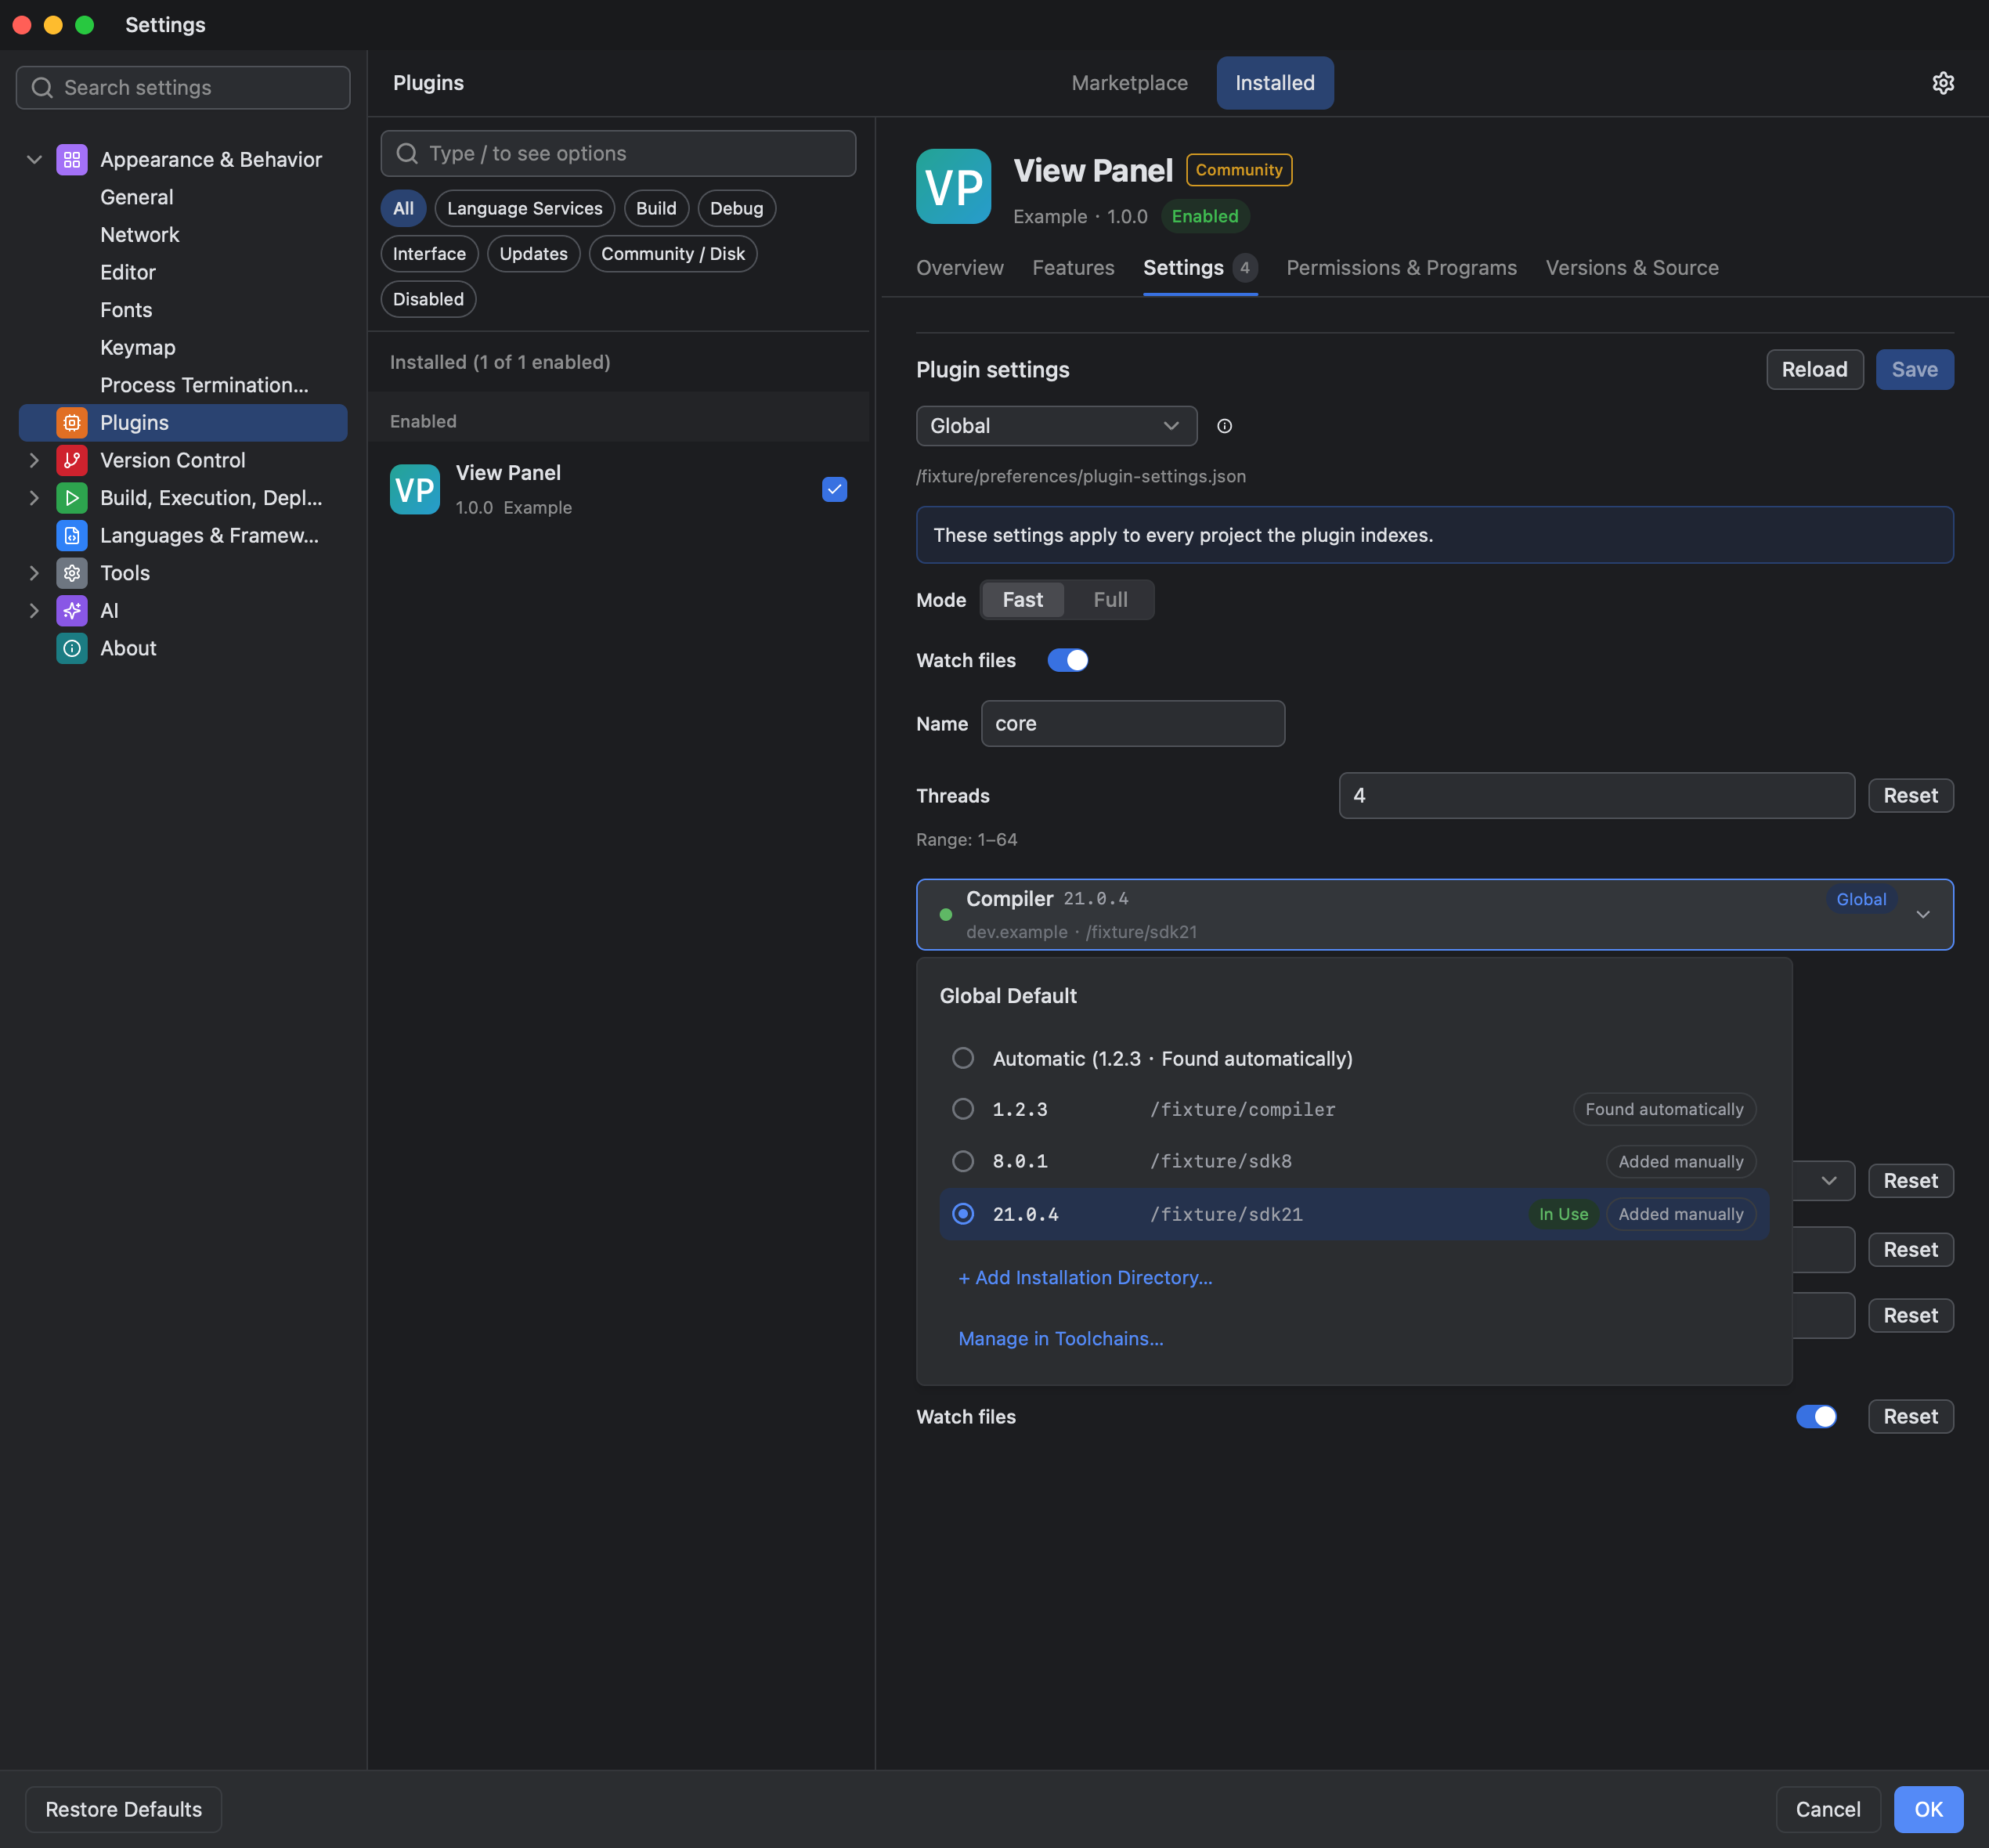 Settings
Search settings
Appearance & Behavior
General
Network
Editor
Fonts
Keymap
Process Termination...
Plugins
Version Control
Build, Execution, Depl...
Languages & Framew...
Tools
AI
About
Plugins
Marketplace
Installed
Type / to see options
All
Language Services
Build
Debug
Interface
Updates
Community / Disk
Disabled
Installed (1 of 1 enabled)
Enabled
VP
View Panel
1.0.0 Example
VP
View Panel
Community
Example · 1.0.0
Enabled
Overview
Features
Settings 4
Permissions & Programs
Versions & Source
Plugin settings
Reload
Save
Global
/fixture/preferences/plugin-settings.json
These settings apply to every project the plugin indexes.
Mode
Fast
Full
Watch files
Name
core
Threads
4
Reset
Range: 1–64
Compiler 21.0.4
Global
dev.example · /fixture/sdk21
Global Default
Automatic (1.2.3 · Found automatically)
1.2.3 /fixture/compiler Found automatically
8.0.1 /fixture/sdk8 Added manually
Reset
21.0.4 /fixture/sdk21 In Use Added manually
Reset
+ Add Installation Directory...
Reset
Manage in Toolchains...
Watch files
Reset
Restore Defaults
Cancel
OK